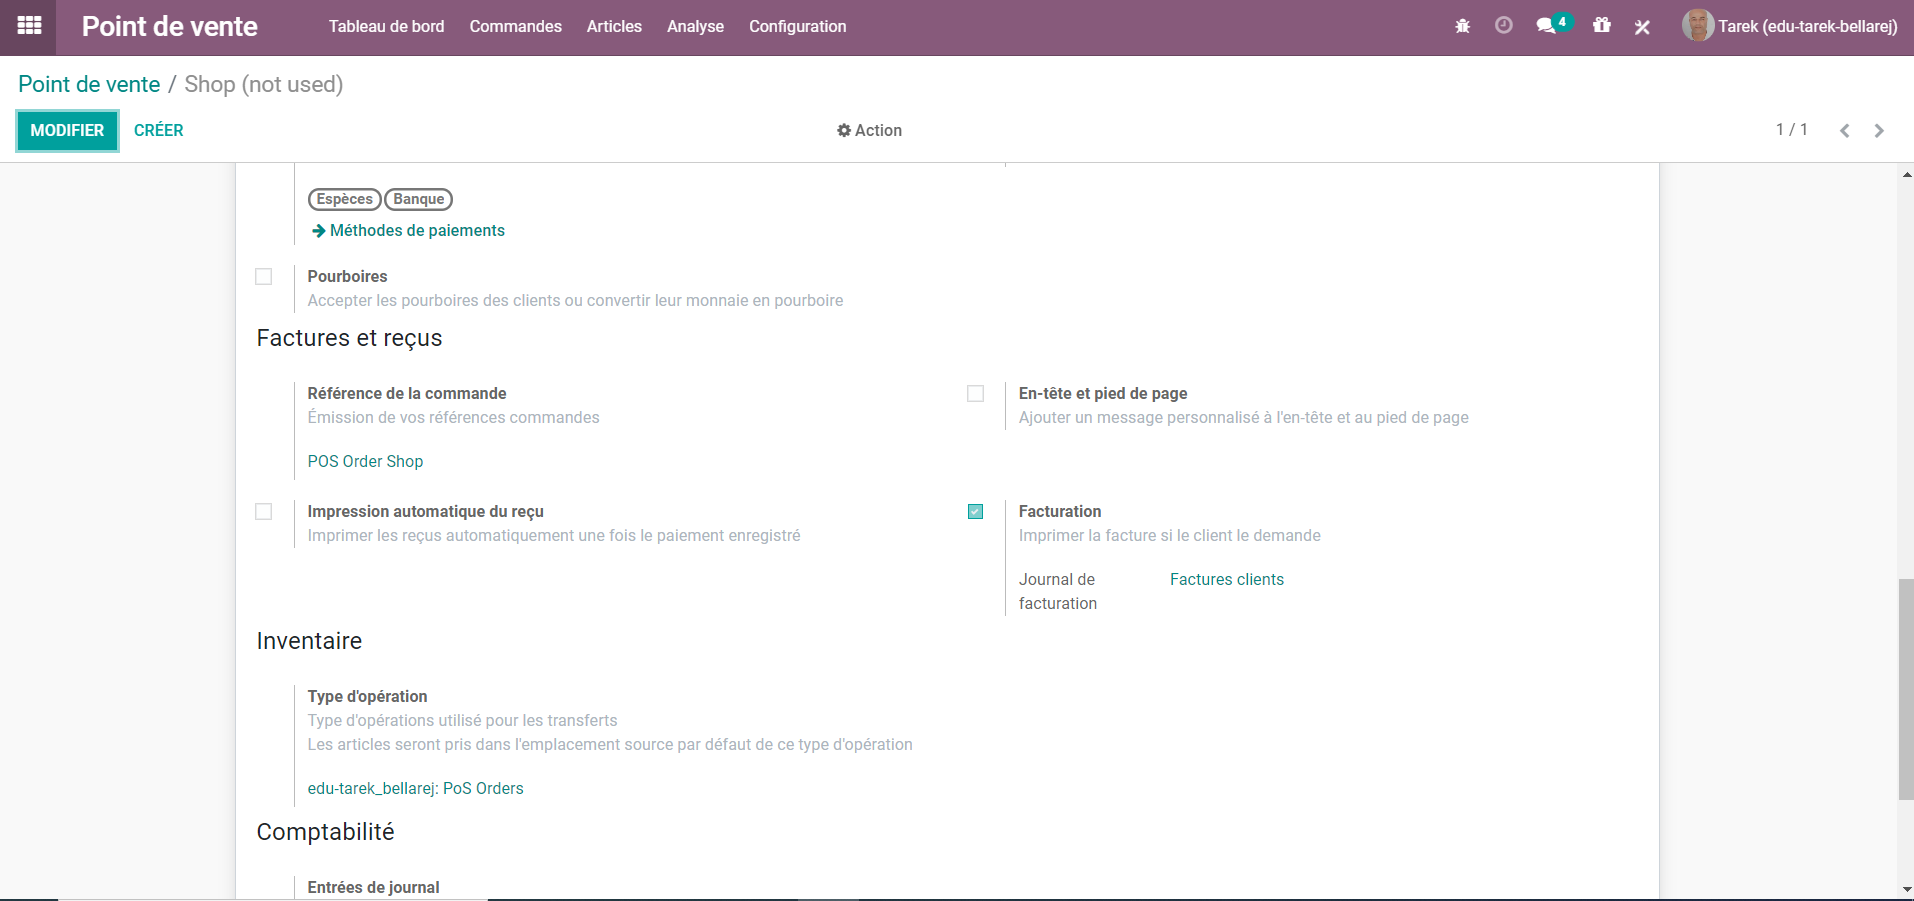 Point de vente
Tableau de bord
Commandes
Articles
Analyse
Configuration
4
Tarek (edu-tarek-bellarej)
Point de vente / Shop (not used)
MODIFIER
CRÉER
Action
1 / 1
Espèces
Banque
Méthodes de paiements
Pourboires
Accepter les pourboires des clients ou convertir leur monnaie en pourboire
Factures et reçus
Référence de la commande
Émission de vos références commandes
POS Order Shop
En-tête et pied de page
Ajouter un message personnalisé à l'en-tête et au pied de page
Impression automatique du reçu
Imprimer les reçus automatiquement une fois le paiement enregistré
Facturation
Imprimer la facture si le client le demande
Journal de
facturation
Factures clients
Inventaire
Type d'opération
Type d'opérations utilisé pour les transferts
Les articles seront pris dans l'emplacement source par défaut de ce type d'opération
edu-tarek_bellarej: PoS Orders
Comptabilité
Entrées de journal